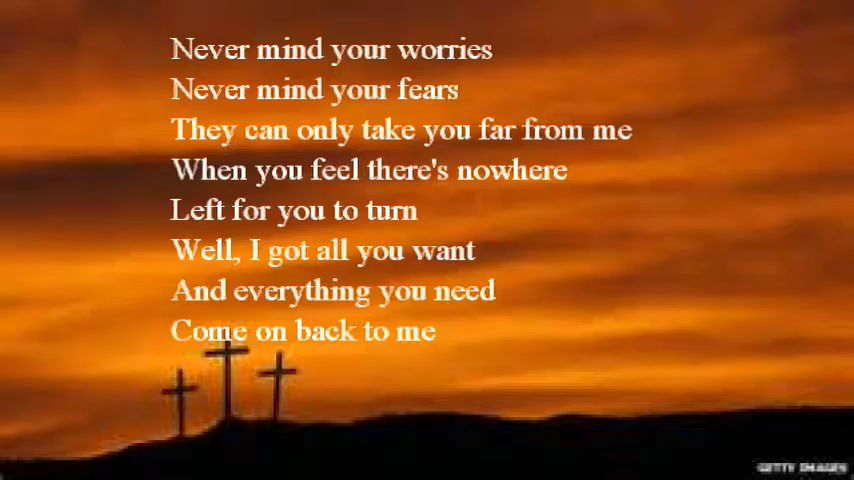 Never mind your worries
Never mind your fears
They can only take you far from me
When you feel there's nowhere
Left for you to turn
Well, I got all you want
And everything you need
Come on back to me
GETTY IMAGES